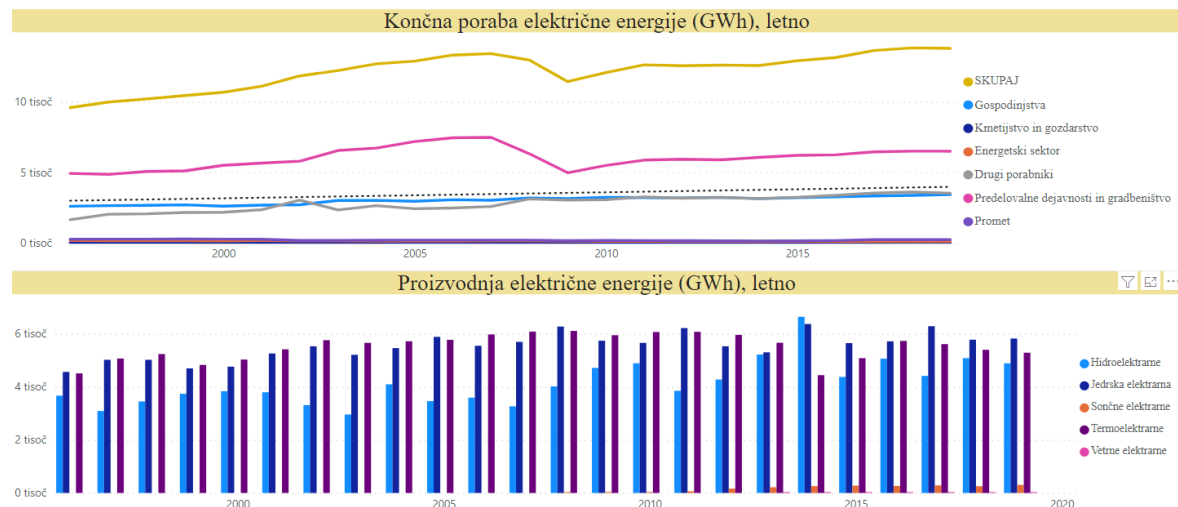 Končna poraba električne energije (GWh), letno
10 tisoč
5 tisoč
0 tisoč
2000
2005
2010
2015
SKUPAJ
Gospodinjstva
Kmetijstvo in gozdarstvo
Energetski sektor
Drugi porabniki
Predelovalne dejavnosti in gradbeništvo
Promet
Proizvodnja električne energije (GWh), letno
6 tisoč
4 tisoč
2 tisoč
0 tisoč
2000
2005
2010
2015
2020
Hidroelektrarne
Jedrska elektrarna
Sončne elektrarne
Termoelektrarne
Vetrne elektrarne